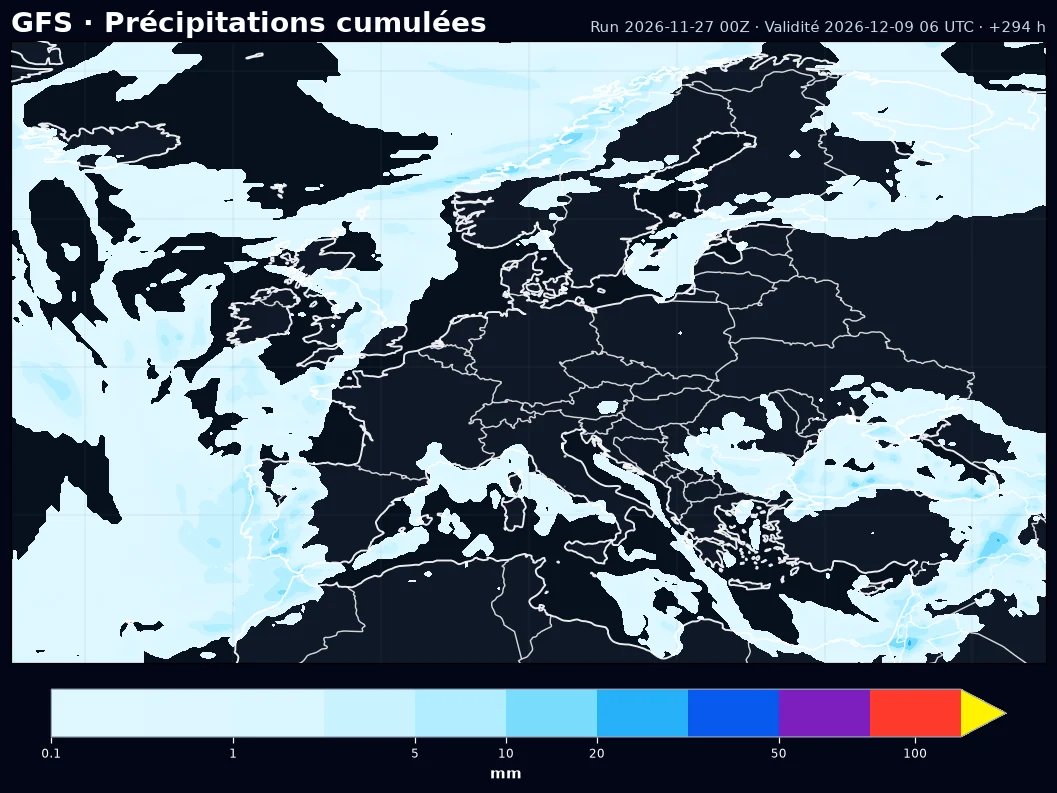 GFS · Précipitations cumulées
Run 2026-11-27 00Z · Validité 2026-12-09 06 UTC · +294 h
0.1 1 5 10 20 50 100
mm